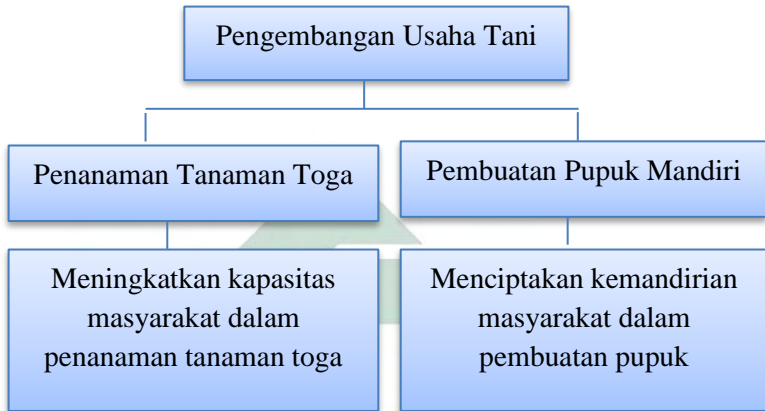 Pengembangan Usaha Tani
Penanaman Tanaman Toga
Pembuatan Pupuk Mandiri
Meningkatkan kapasitas
masyarakat dalam
penanaman tanaman toga
Menciptakan kemandirian
masyarakat dalam
pembuatan pupuk